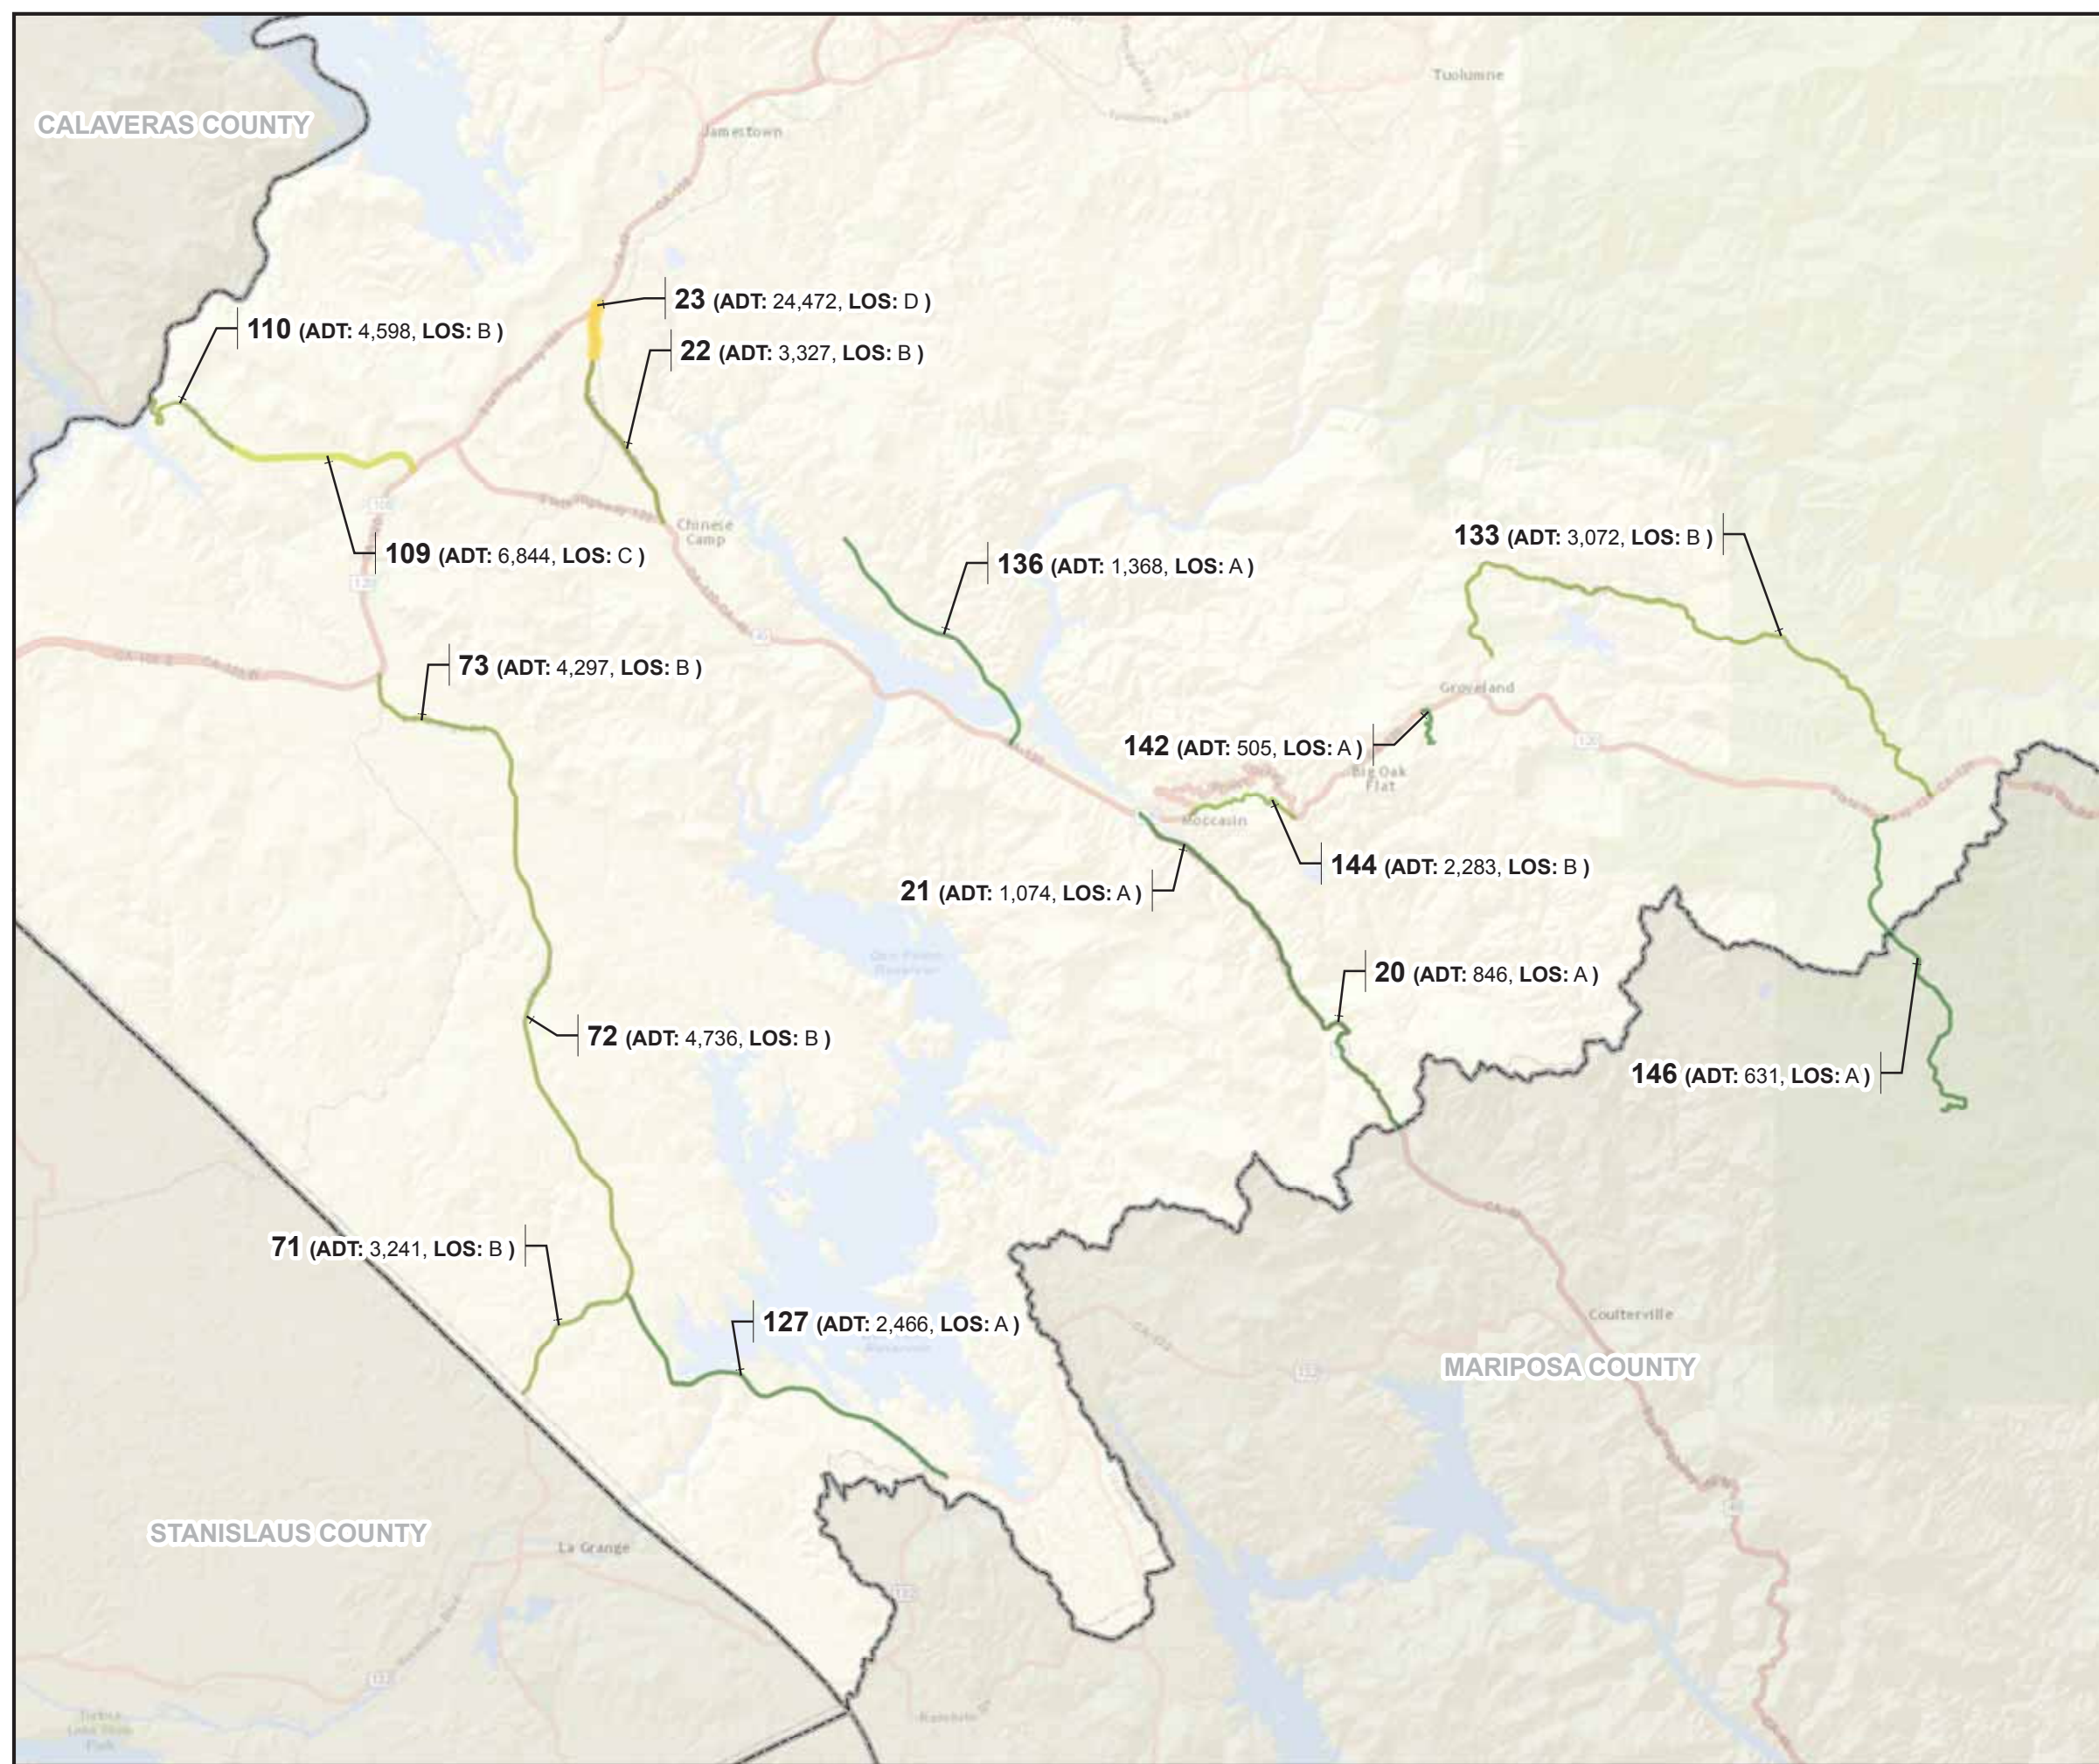 Tuolumne
CALAVERAS COUNTY
Jamestown
23 (ADT: 24,472, LOS: D )
110 (ADT: 4,598, LOS: B )
22 (ADT: 3,327, LOS: B )
Chinese
Camp
109 (ADT: 6,844, LOS: C )
136 (ADT: 1,368, LOS: A )
133 (ADT: 3,072, LOS: B )
73 (ADT: 4,297, LOS: B )
Groveland
142 (ADT: 505, LOS: A )
120
Big Oak
Flat
Moccasin
144 (ADT: 2,283, LOS: B )
21 (ADT: 1,074, LOS: A )
Reservoir
20 (ADT: 846, LOS: A )
72 (ADT: 4,736, LOS: B )
146 (ADT: 631, LOS: A )
71 (ADT: 3,241, LOS: B )
127 (ADT: 2,466, LOS: A )
Reservoir
Coulterville
MARIPOSA COUNTY
STANISLAUS COUNTY
La Grange
132